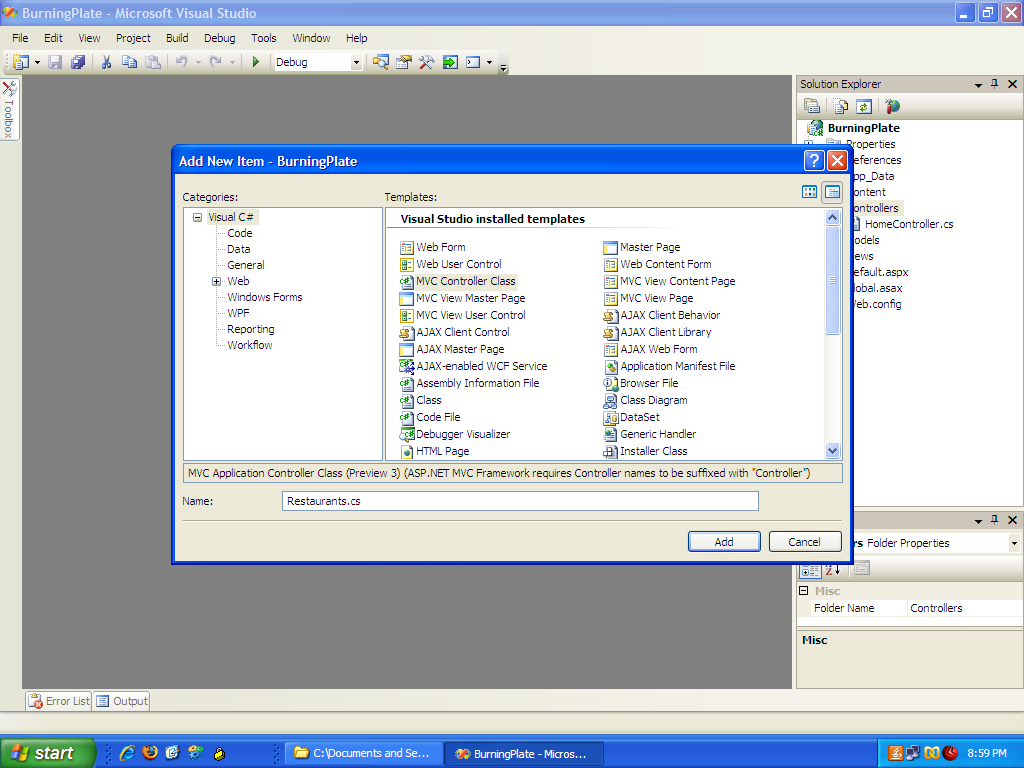 BurningPlate - Microsoft Visual Studio
File Edit View Project Build Debug Tools Window Help
Debug
Toolbox
Solution Explorer
BurningPlate
Properties
eferences
pp_Data
ontent
ontrollers
HomeController.cs
odels
ews
efault.aspx
lobal.asax
eb.config
Add New Item - BurningPlate
Categories:
Visual C#
Code
Data
General
Web
Windows Forms
WPF
Reporting
Workflow
Templates:
Visual Studio installed templates
Web Form Master Page
Web User Control Web Content Form
MVC Controller Class MVC View Content Page
MVC View Master Page MVC View Page
MVC View User Control AJAX Client Behavior
AJAX Client Control AJAX Client Library
AJAX Master Page AJAX Web Form
AJAX-enabled WCF Service Application Manifest File
Assembly Information File Browser File
Class Class Diagram
Code File DataSet
Debugger Visualizer Generic Handler
HTML Page Installer Class
MVC Application Controller Class (Preview 3) (ASP.NET MVC Framework requires Controller names to be suffixed with "Controller")
Name: Restaurants.cs
Add Cancel
rs Folder Properties
Misc
Folder Name Controllers
Misc
Error List Output
start C:\Documents and Se... BurningPlate - Micros... 8:59 PM